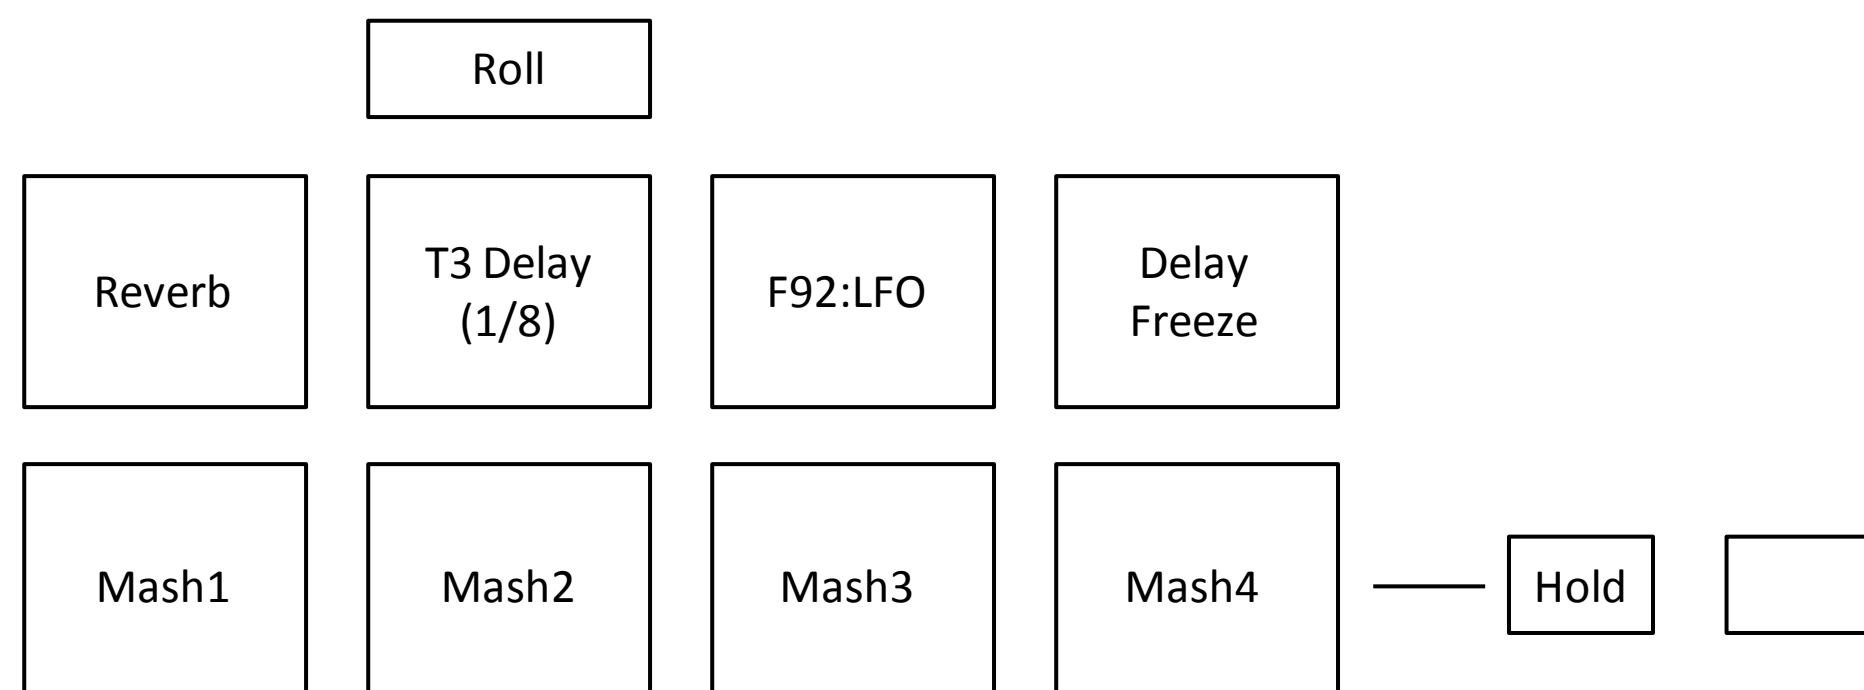 Roll
Reverb
T3 Delay
(1/8)
F92:LFO
Delay
Freeze
Mash1
Mash2
Mash3
Mash4
Hold